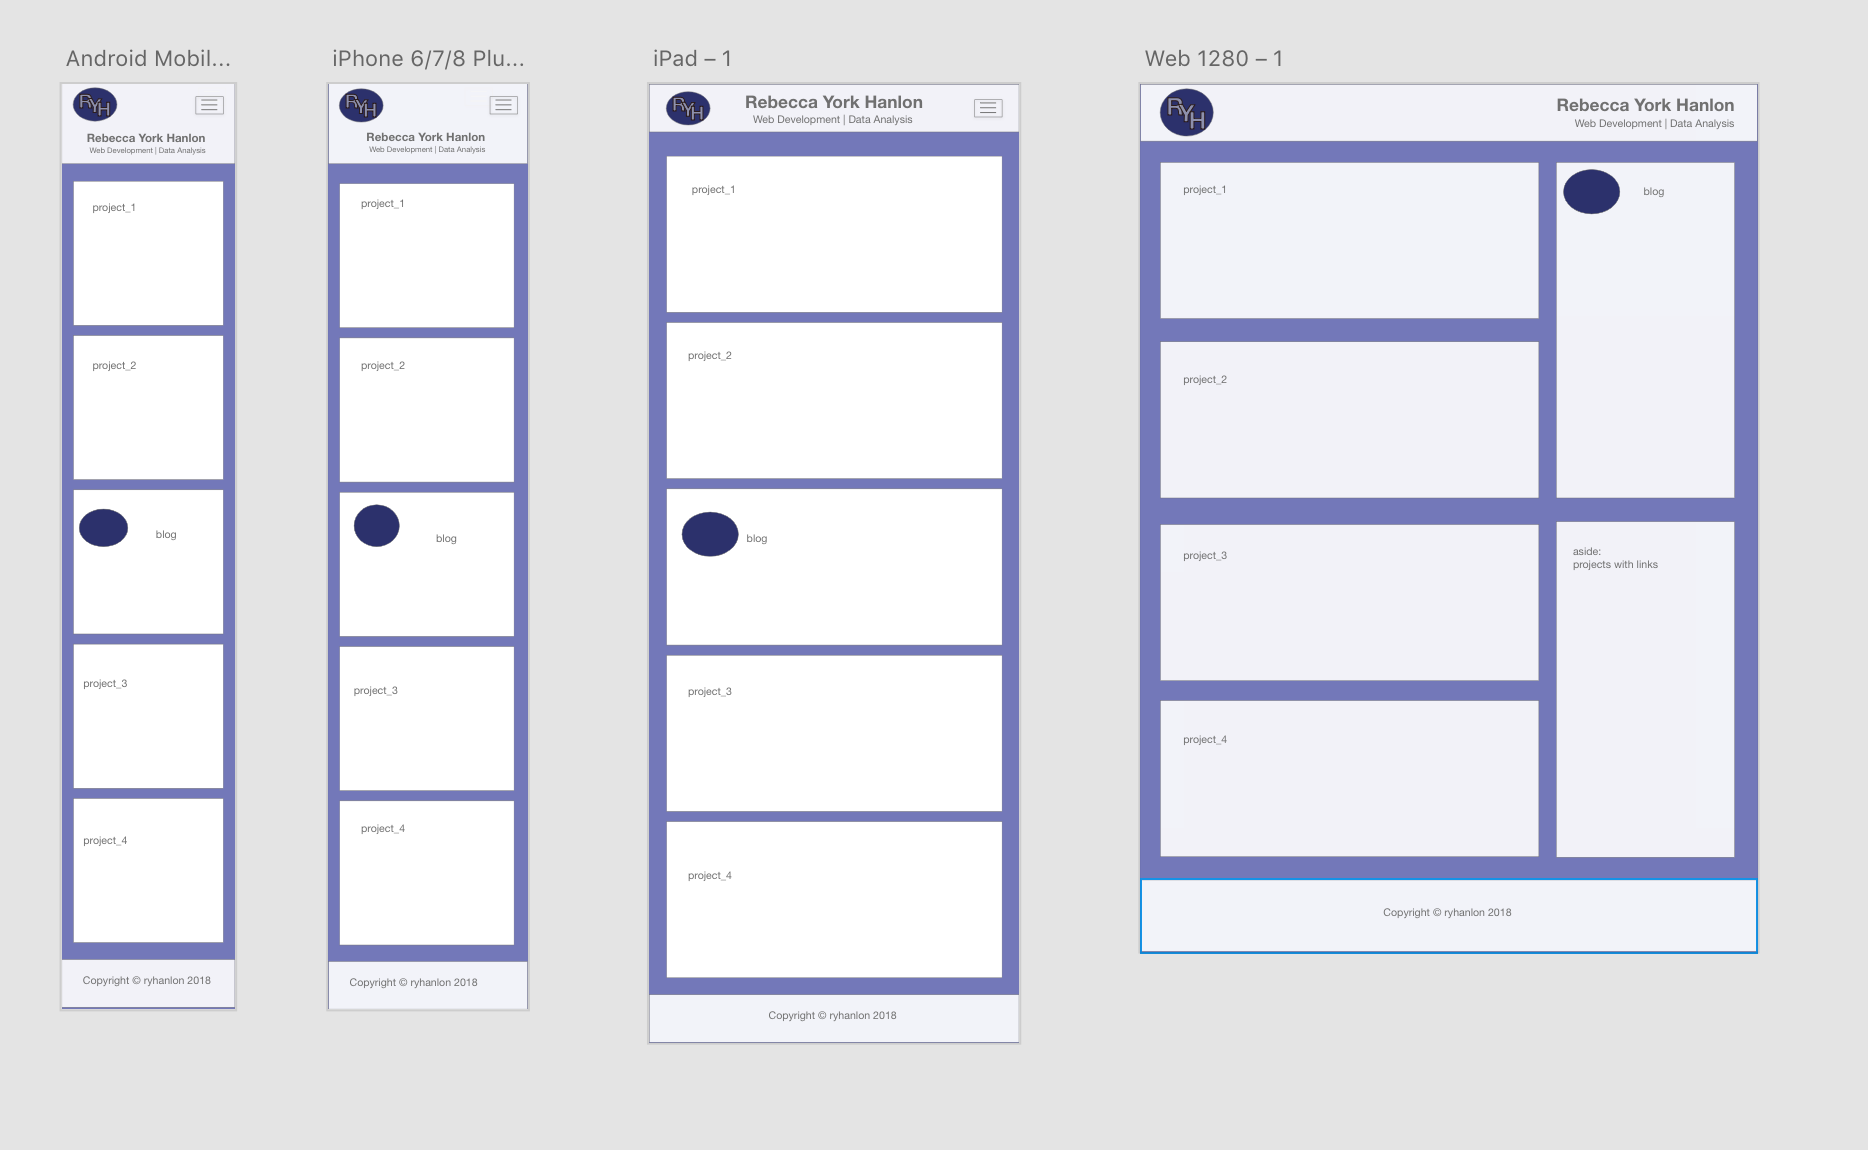 Android Mobil...
RYH
Rebecca York Hanlon
Web Development | Data Analysis
project_1
project_2
blog
project_3
project_4
Copyright © ryhanlon 2018
iPhone 6/7/8 Plu...
RYH
Rebecca York Hanlon
Web Development | Data Analysis
project_1
project_2
blog
project_3
project_4
Copyright © ryhanlon 2018
iPad – 1
RYH
Rebecca York Hanlon
Web Development | Data Analysis
project_1
project_2
blog
project_3
project_4
Copyright © ryhanlon 2018
Web 1280 – 1
RYH
Rebecca York Hanlon
Web Development | Data Analysis
project_1
project_2
project_3
project_4
blog
aside:
projects with links
Copyright © ryhanlon 2018